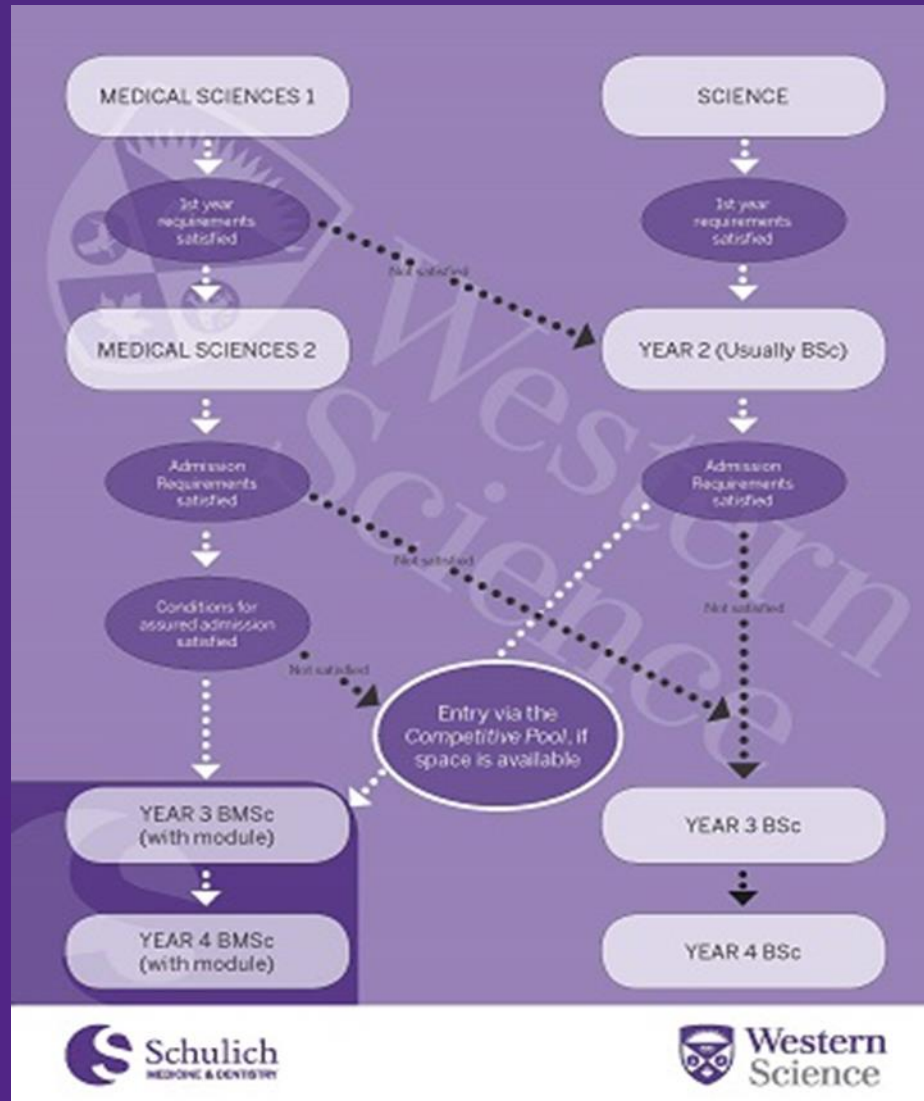 MEDICAL SCIENCES 1
1st year
requirements
satisfied
Not satisfied
MEDICAL SCIENCES 2
Admission
Requirements
satisfied
Not satisfied
Conditions for
assured admission
satisfied
Not satisfied
YEAR 3 BMSc
(with module)
YEAR 4 BMSc
(with module)
Entry via the
Competitive Pool, if
space is available
SCIENCE
1st year
requirements
satisfied
YEAR 2 (Usually BSc)
Admission
Requirements
satisfied
Not satisfied
YEAR 3 BSc
YEAR 4 BSc
Western
Science
Schulich
MEDICINE & DENTISTRY
Western
Science